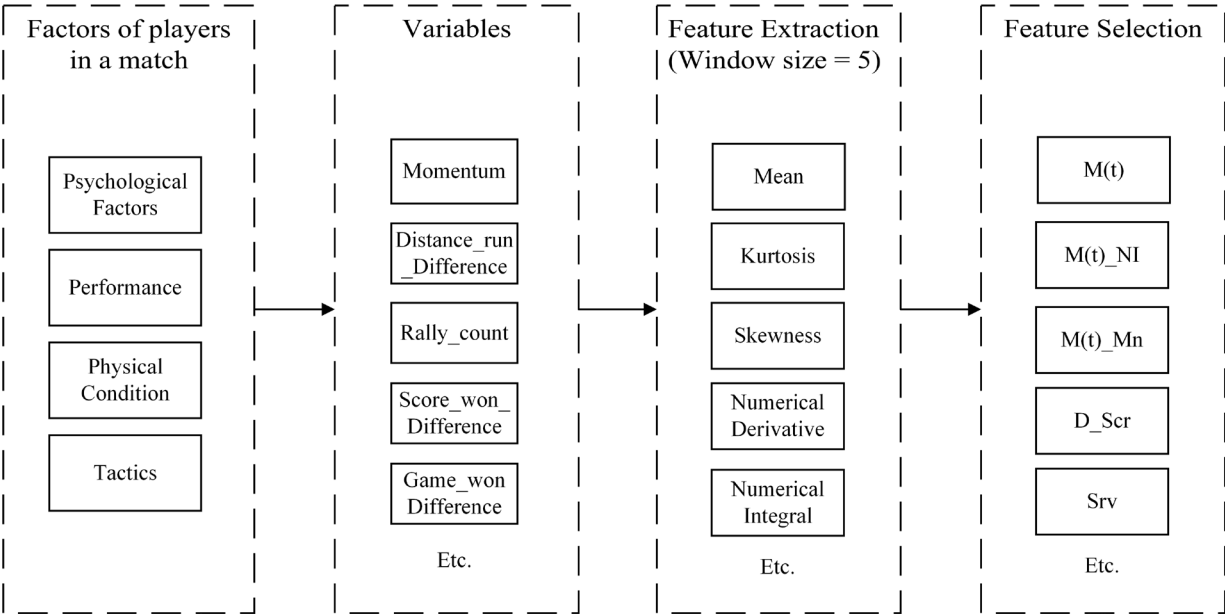 Factors of players
in a match
Psychological
Factors
Performance
Physical
Condition
Tactics
Variables
Momentum
Distance_run
_Difference
Rally_count
Score_won_
Difference
Game_won
Difference
Etc.
Feature Extraction
(Window size = 5)
Mean
Kurtosis
Skewness
Numerical
Derivative
Numerical
Integral
Etc.
Feature Selection
M(t)
M(t)_NI
M(t)_Mn
D_Scr
Srv
Etc.